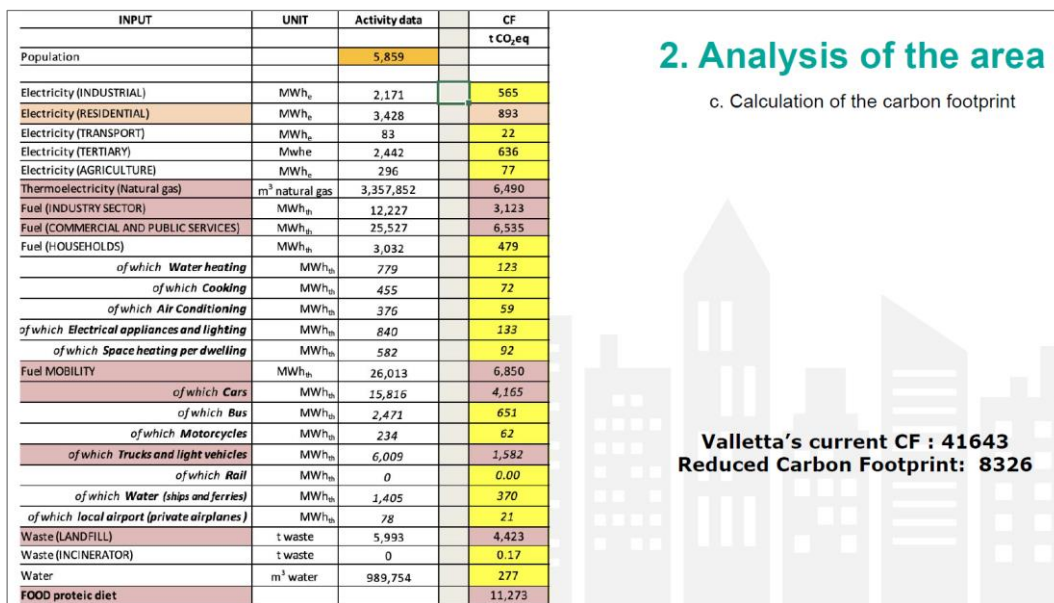 INPUT UNIT Activity data CF
t CO₂eq
Population 5,859
Electricity (INDUSTRIAL) MWhₑ 2,171 565
Electricity (RESIDENTIAL) MWhₑ 3,428 893
Electricity (TRANSPORT) MWhₑ 83 22
Electricity (TERTIARY) Mwhe 2,442 636
Electricity (AGRICULTURE) MWhₑ 296 77
Thermoelectricity (Natural gas) m³ natural gas 3,357,852 6,490
Fuel (INDUSTRY SECTOR) MWhₜₕ 12,227 3,123
Fuel (COMMERCIAL AND PUBLIC SERVICES) MWhₜₕ 25,527 6,535
Fuel (HOUSEHOLDS) MWhₜₕ 3,032 479
of which Water heating MWhₜₕ 779 123
of which Cooking MWhₜₕ 455 72
of which Air Conditioning MWhₜₕ 376 59
of which Electrical appliances and lighting MWhₜₕ 840 133
of which Space heating per dwelling MWhₜₕ 582 92
Fuel MOBILITY MWhₜₕ 26,013 6,850
of which Cars MWhₜₕ 15,816 4,165
of which Bus MWhₜₕ 2,471 651
of which Motorcycles MWhₜₕ 234 62
of which Trucks and light vehicles MWhₜₕ 6,009 1,582
of which Rail MWhₜₕ 0 0.00
of which Water (ships and ferries) MWhₜₕ 1,405 370
of which local airport (private airplanes) MWhₜₕ 78 21
Waste (LANDFILL) t waste 5,993 4,423
Waste (INCINERATOR) t waste 0 0.17
Water m³ water 989,754 277
FOOD proteic diet 11,273
2. Analysis of the area
c. Calculation of the carbon footprint
Valletta's current CF : 41643
Reduced Carbon Footprint: 8326